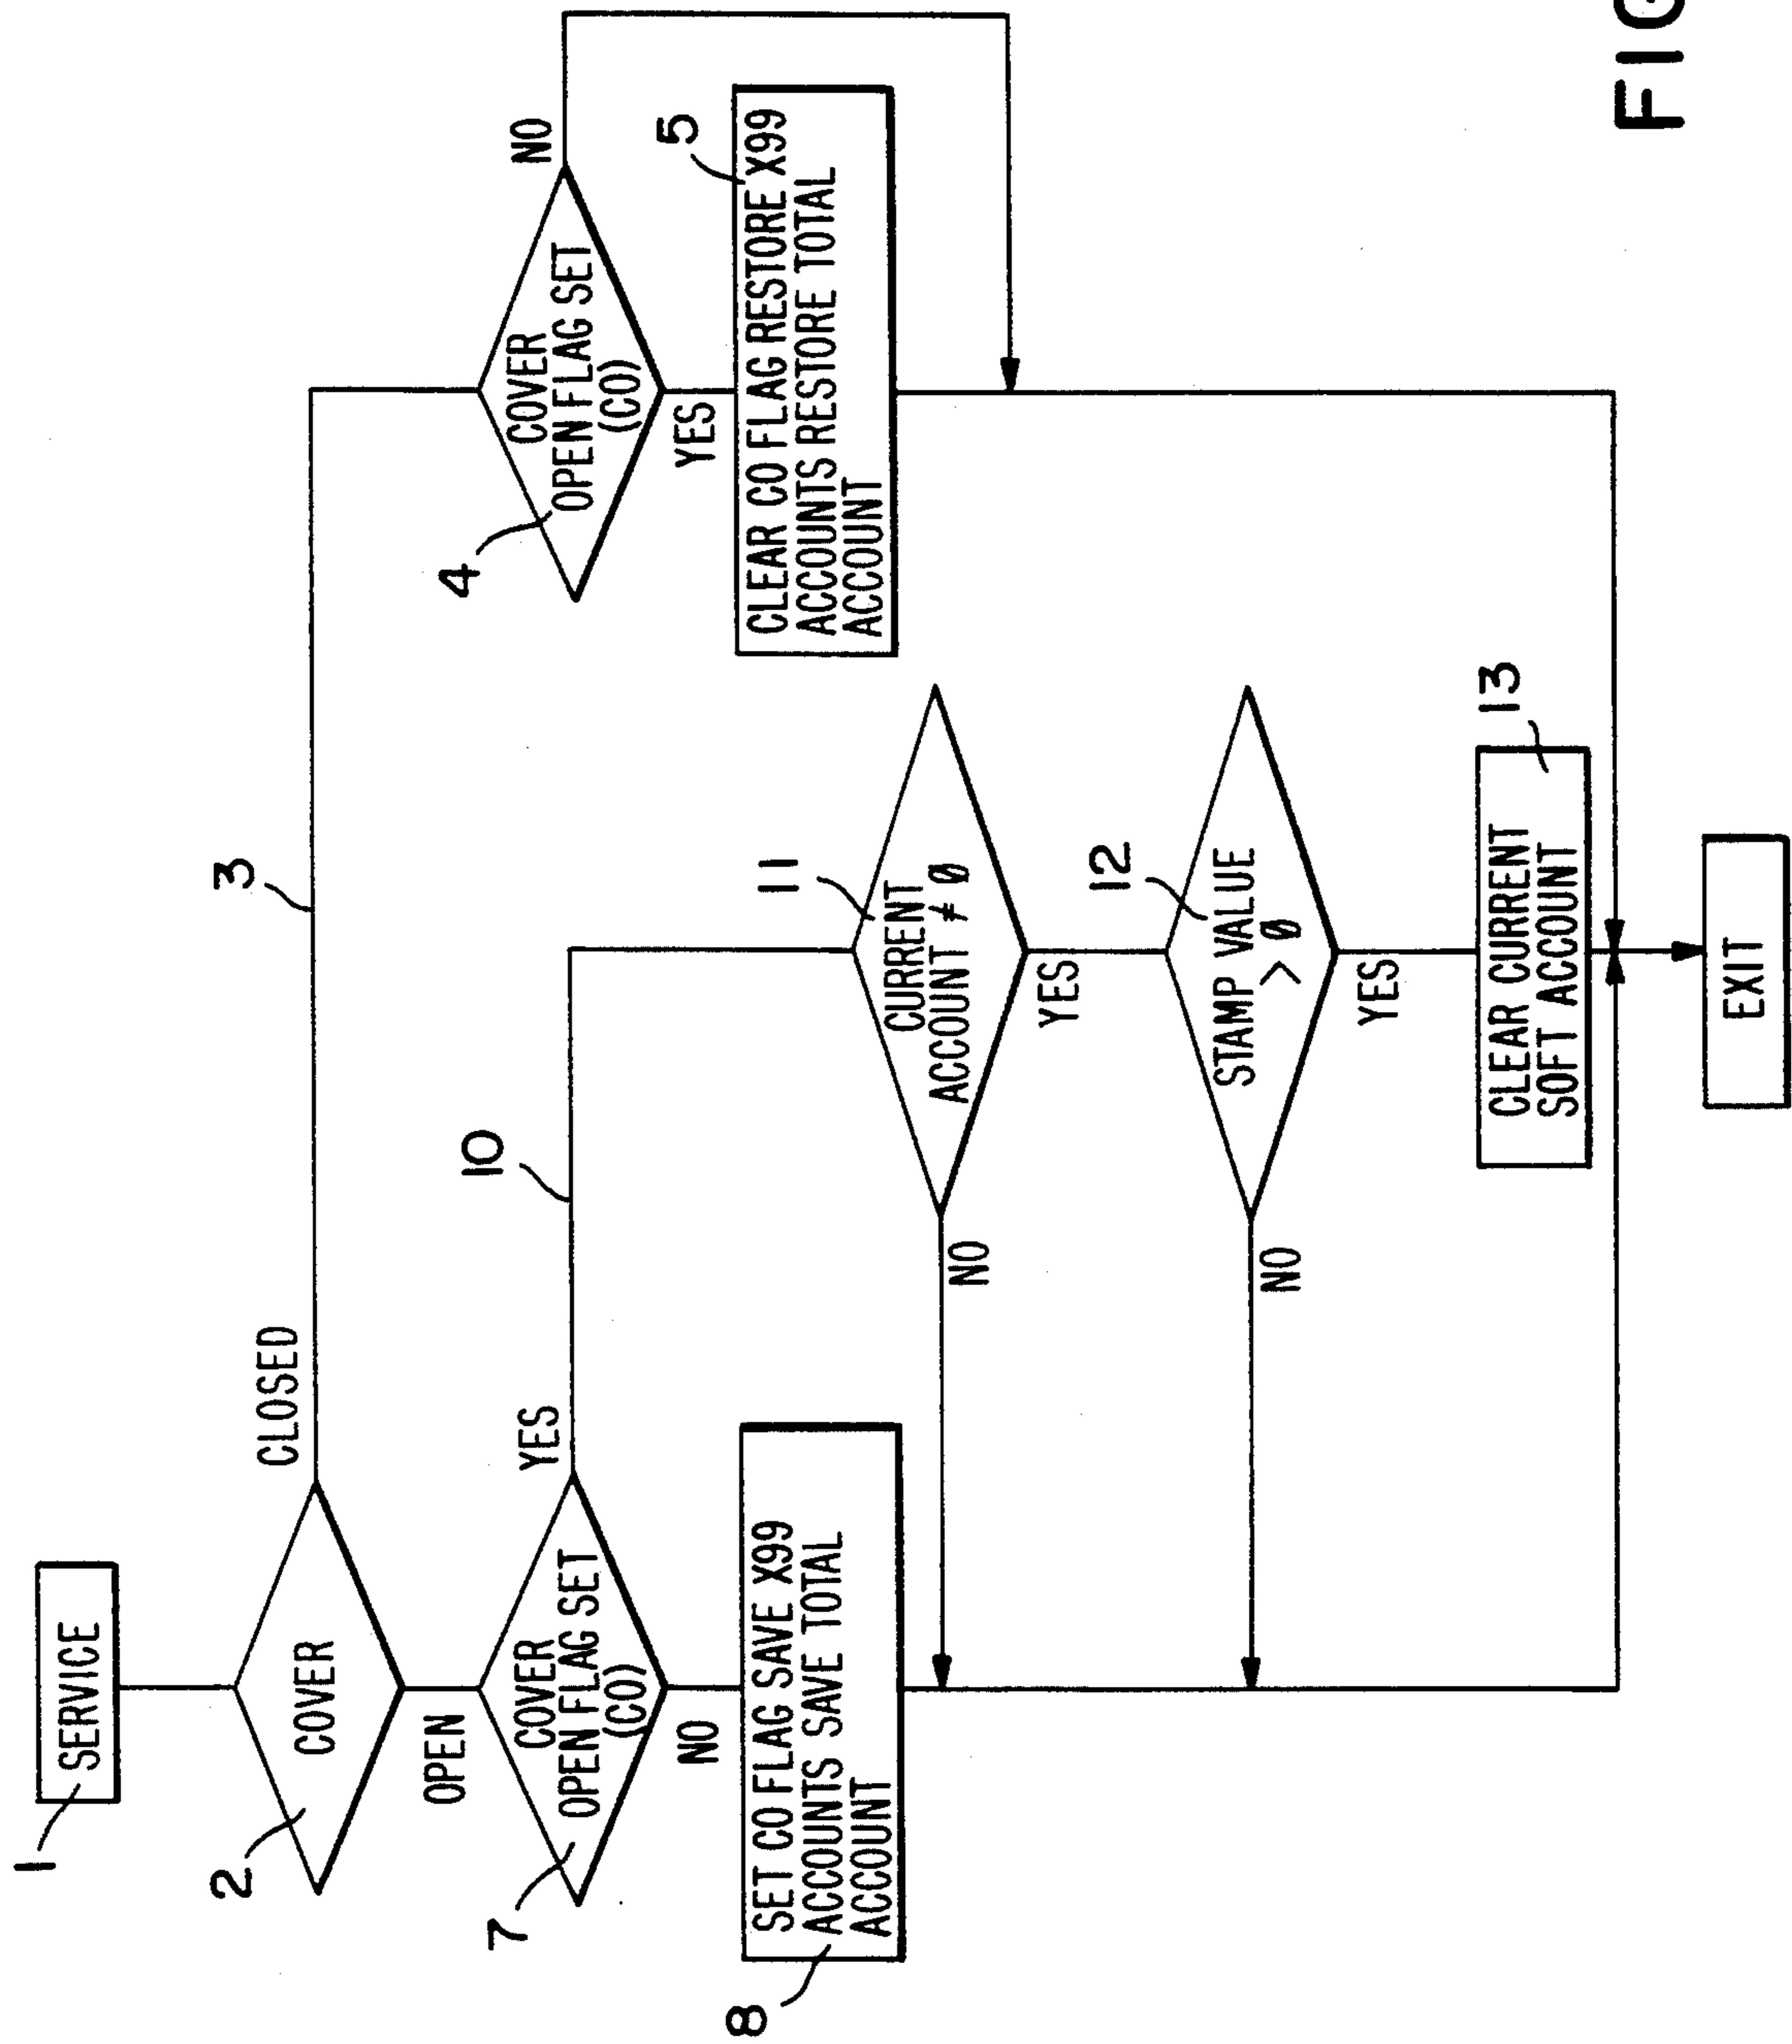 1
SERVICE
2
COVER
CLOSED
3
OPEN
7
COVER
OPEN FLAG SET
(CO)
YES
10
NO
4
COVER
OPEN FLAG SET
(CO)
NO
YES
8
SET CO FLAG SAVE X99
ACCOUNTS SAVE TOTAL
ACCOUNT
5
CLEAR CO FLAG RESTORE X99
ACCOUNTS RESTORE TOTAL
ACCOUNT
11
CURRENT
ACCOUNT ≠ Ø
NO
YES
12
STAMP VALUE
> Ø
NO
YES
13
CLEAR CURRENT
SOFT ACCOUNT
EXIT
FIG